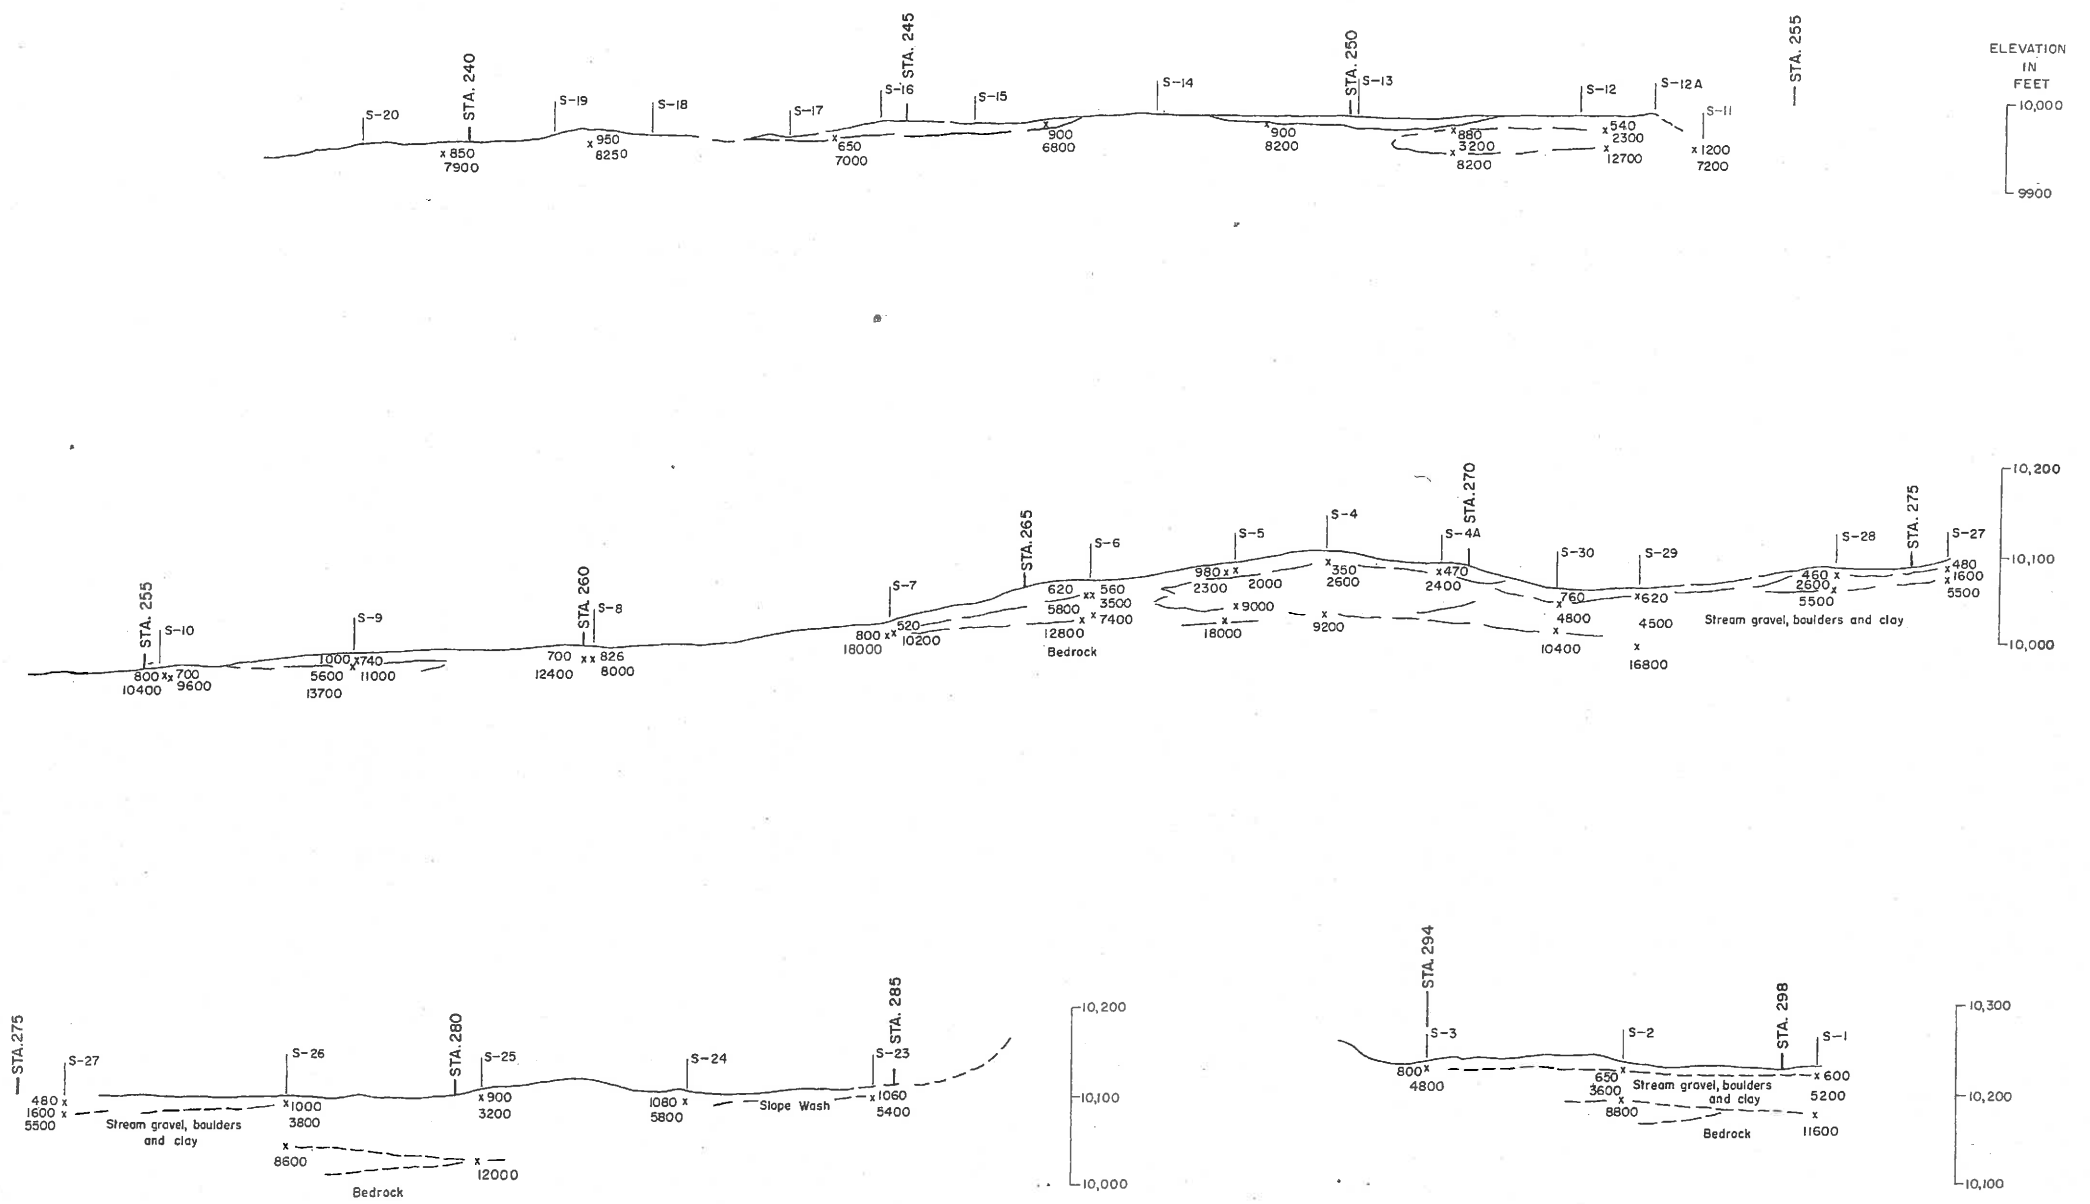 ELEVATION
IN
FEET
10,000
9900
S-20
STA. 240
S-19
S-18
S-17
S-16
STA. 245
S-15
S-14
STA. 250
S-13
S-12
S-12A
S-11
STA. 255
850
7900
950
8250
650
7000
900
6800
900
8200
880
3200
8200
540
2300
12700
1200
7200
10,200
10,100
10,000
STA. 255
S-10
S-9
STA. 260
S-8
S-7
STA. 265
S-6
S-5
S-4
S-4A
STA. 270
S-30
S-29
S-28
STA. 275
S-27
800
10400
700
9600
1000
740
5600
11000
13700
700
12400
826
8000
800
18000
520
10200
620
560
5800
3500
12800
7400
Bedrock
980
2300
2000
9000
18000
350
2600
9200
470
2400
760
4800
10400
620
4500
16800
460
2600
5500
480
1600
5500
Stream gravel, boulders and clay
STA. 275
S-27
S-26
STA. 280
S-25
S-24
S-23
STA. 285
10,200
10,100
10,000
480
1600
5500
Stream gravel, boulders
and clay
1000
3800
8600
900
3200
12000
Bedrock
1080
5800
Slope Wash
1060
5400
STA. 294
S-3
S-2
STA. 298
S-1
10,300
10,200
10,100
800
4800
650
3600
8800
Stream gravel, boulders
and clay
600
5200
11600
Bedrock